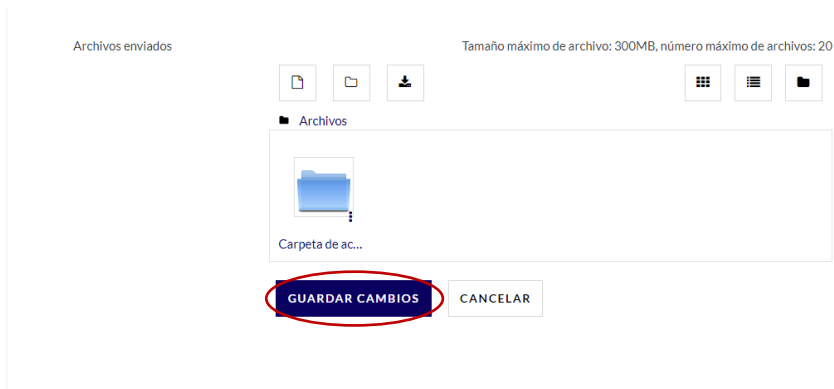 Archivos enviados
Tamaño máximo de archivo: 300MB, número máximo de archivos: 20
Archivos
Carpeta de ac...
GUARDAR CAMBIOS
CANCELAR